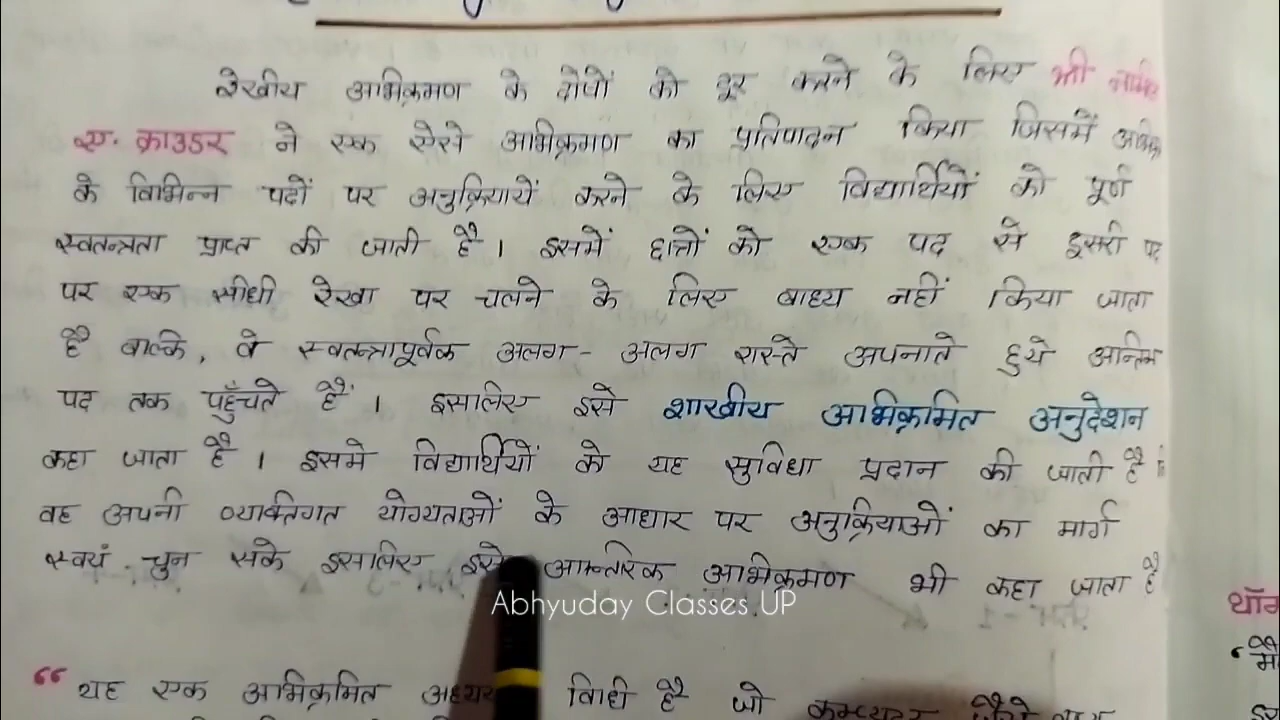 रेखीय अभिक्रमण के दोषों को दूर करने के लिए श्री
ए. क्राउडर ने एक ऐसे अभिक्रमण का प्रतिपादन किया जिसमें
के विभिन्न पदों पर अनुक्रियायें करने के लिए विद्यार्थियों को पूर्ण
स्वतन्त्रता प्राप्त की जाती है । इसमें छात्रों को एक पद से दूसरी पद
पर एक सीधी रेखा पर चलने के लिए बाध्य नहीं किया जाता
है बल्कि, वे स्वतन्त्रापूर्वक अलग - अलग रास्ते अपनाते हुये अन्तिम
पद तक पहुँचते हैं । इसलिए इसे शाखीय अभिक्रमित अनुदेशन
कहा जाता है । इसमे विद्यार्थियों को यह सुविधा प्रदान की जाती है
वह अपनी व्यक्तिगत योग्यताओं के आधार पर अनुक्रियाओं का मार्ग
स्वयं चुन सके इसलिए इसे आन्तरिक अभिक्रमण भी कहा जाता है
Abhyuday Classes UP
“ यह एक अभिक्रमित विधि है जो